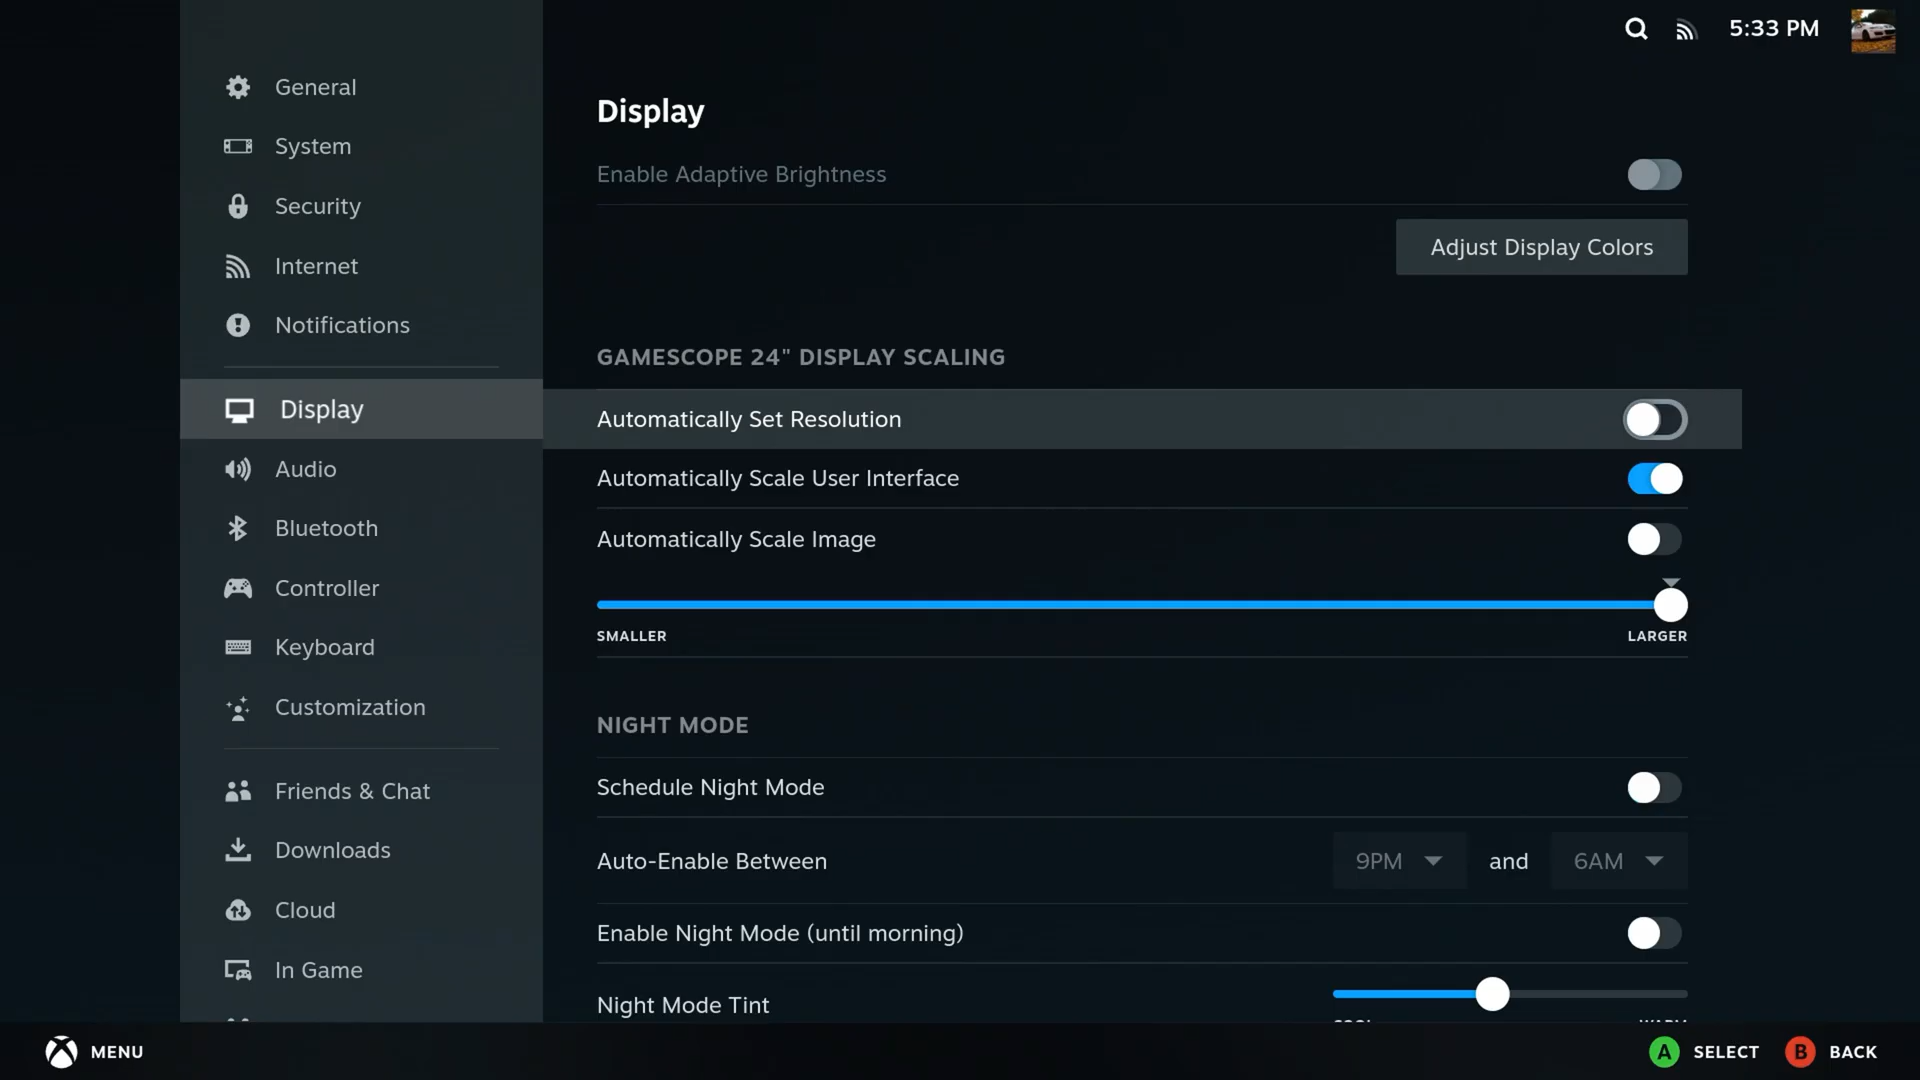 5:33 PM
General
System
Security
Internet
Notifications
Display
Audio
Bluetooth
Controller
Keyboard
Customization
Friends & Chat
Downloads
Cloud
In Game
Display
Enable Adaptive Brightness
Adjust Display Colors
GAMESCOPE 24" DISPLAY SCALING
Automatically Set Resolution
Automatically Scale User Interface
Automatically Scale Image
SMALLER LARGER
NIGHT MODE
Schedule Night Mode
Auto-Enable Between 9PM and 6AM
Enable Night Mode (until morning)
Night Mode Tint
MENU A SELECT B BACK